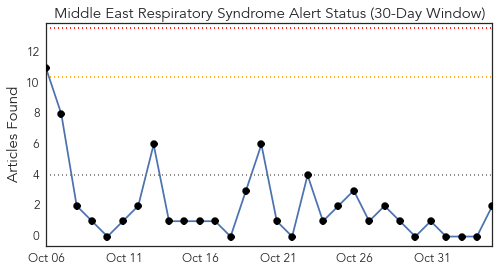 Middle East Respiratory Syndrome Alert Status (30-Day Window)
Articles Found
12
10
8
6
4
2
0
Oct 06 Oct 11 Oct 16 Oct 21 Oct 26 Oct 31